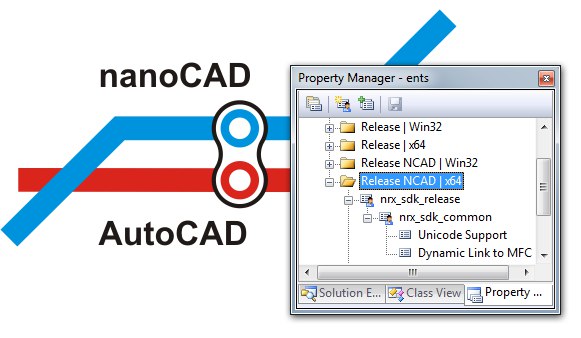 nanoCAD
AutoCAD
Property Manager - ents
Release | Win32
Release | x64
Release NCAD | Win32
Release NCAD | x64
nrx_sdk_release
nrx_sdk_common
Unicode Support
Dynamic Link to MFC
Solution E... Class View Property ...